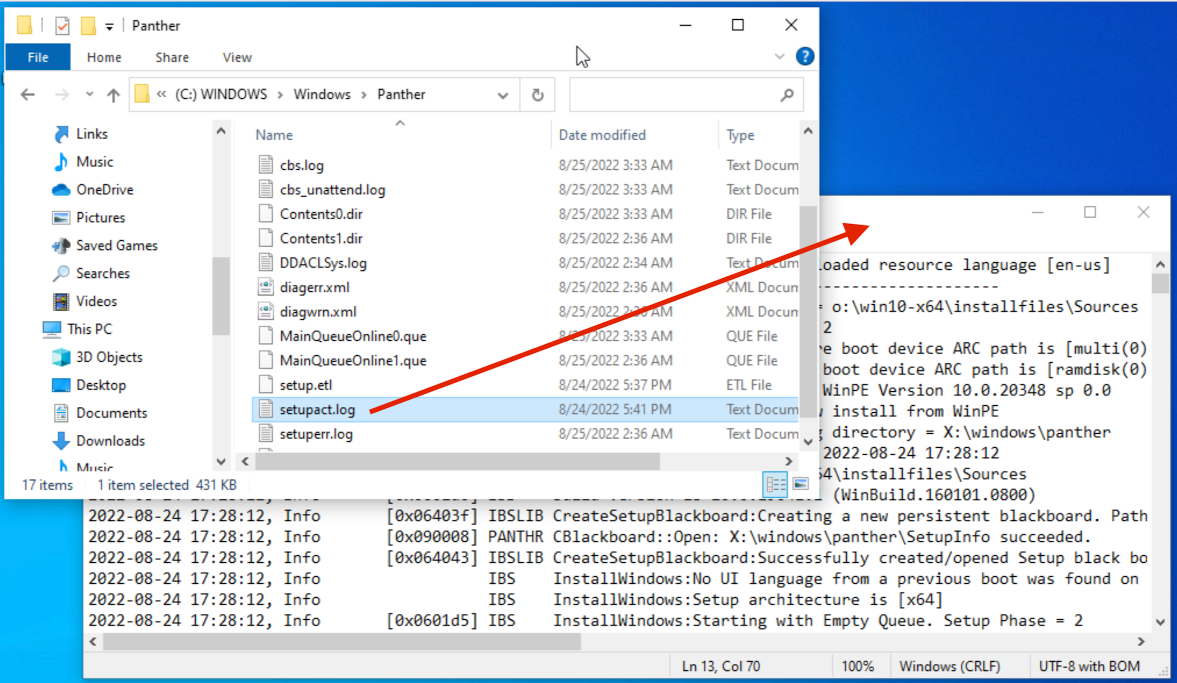 Panther
File Home Share View
« (C:) WINDOWS > Windows > Panther
Links
Music
OneDrive
Pictures
Saved Games
Searches
Videos
This PC
3D Objects
Desktop
Documents
Downloads
Music
Name Date modified Type
cbs.log 8/25/2022 3:33 AM Text Docum
cbs_unattend.log 8/25/2022 3:33 AM Text Docum
Contents0.dir 8/25/2022 3:33 AM DIR File
Contents1.dir 8/25/2022 2:36 AM DIR File
DDACLSys.log 8/25/2022 2:34 AM Text Docum
diagerr.xml 8/25/2022 2:36 AM XML Docum
diagwrn.xml 8/25/2022 2:36 AM XML Docum
MainQueueOnline0.que 8/25/2022 3:33 AM QUE File
MainQueueOnline1.que 8/25/2022 2:36 AM QUE File
setup.etl 8/24/2022 5:37 PM ETL File
setupact.log 8/24/2022 5:41 PM Text Docum
setuperr.log 8/25/2022 2:36 AM Text Docum
17 items 1 item selected 431 KB
loaded resource language [en-us]
--------------------
= o:\win10-x64\installfiles\Sources
2
re boot device ARC path is [multi(0)
boot device ARC path is [ramdisk(0)
WinPE Version 10.0.20348 sp 0.0
w install from WinPE
g directory = X:\windows\panther
2022-08-24 17:28:12
64\installfiles\Sources
(WinBuild.160101.0800)
2022-08-24 17:28:12, Info [0x06403f] IBSLIB CreateSetupBlackboard:Creating a new persistent blackboard. Path
2022-08-24 17:28:12, Info [0x090008] PANTHR CBlackboard::Open: X:\windows\panther\SetupInfo succeeded.
2022-08-24 17:28:12, Info [0x064043] IBSLIB CreateSetupBlackboard:Successfully created/opened Setup black bo
2022-08-24 17:28:12, Info IBS InstallWindows:No UI language from a previous boot was found on
2022-08-24 17:28:12, Info IBS InstallWindows:Setup architecture is [x64]
2022-08-24 17:28:12, Info [0x0601d5] IBS InstallWindows:Starting with Empty Queue. Setup Phase = 2
Ln 13, Col 70 100% Windows (CRLF) UTF-8 with BOM